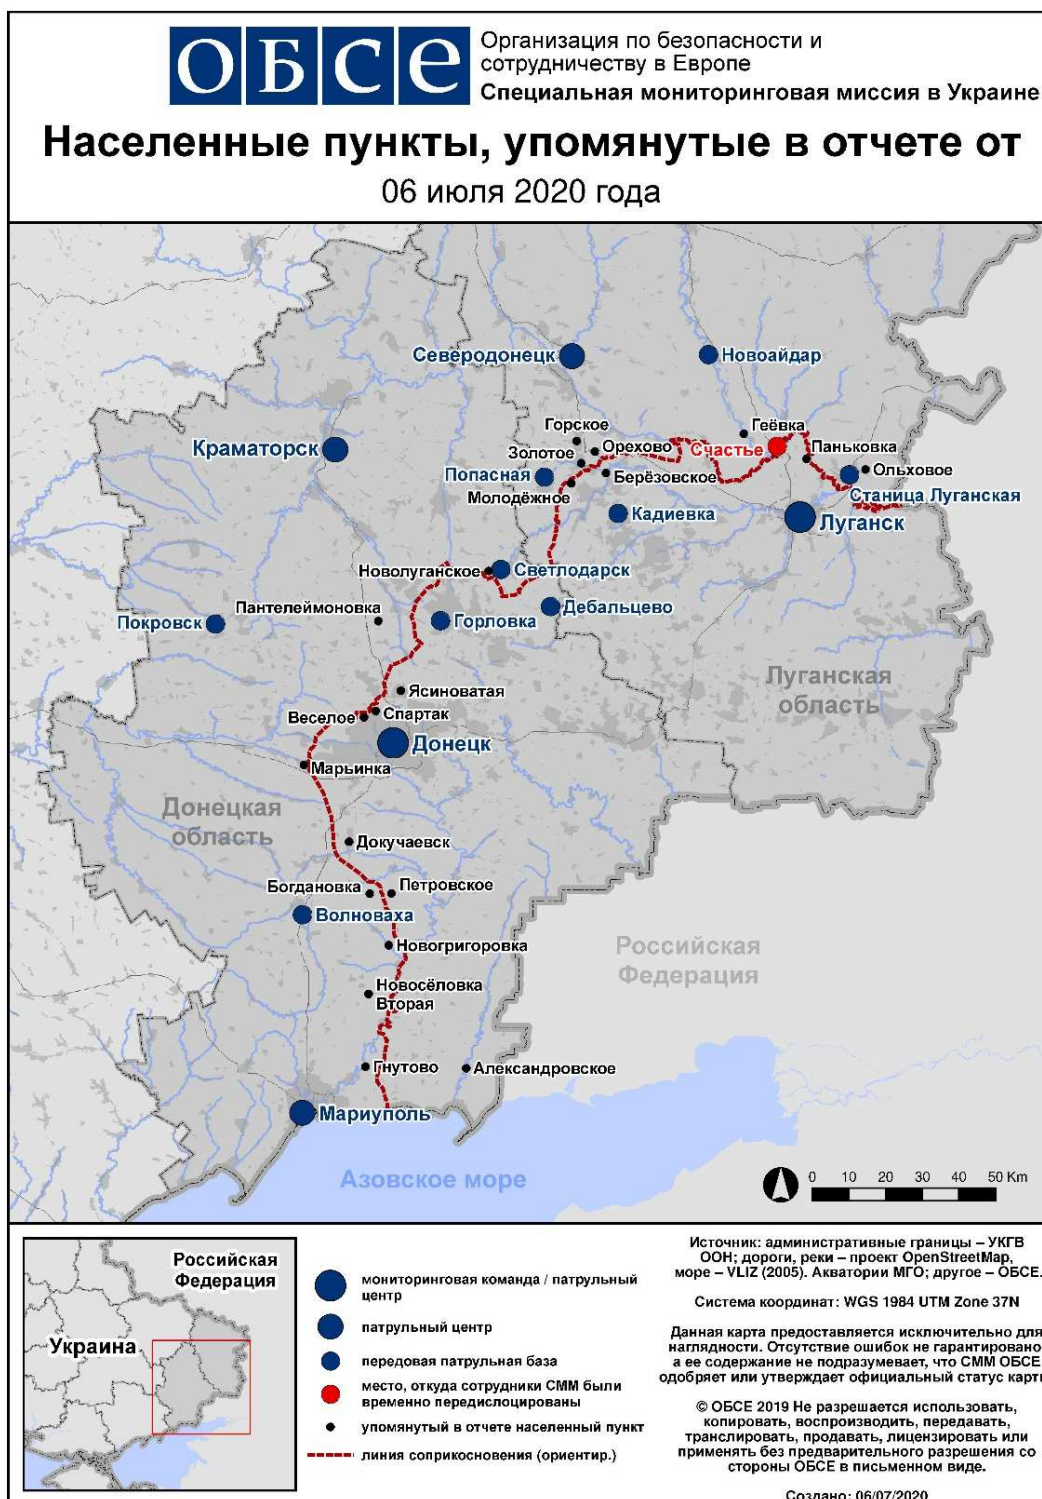 ОБСЕ
Организация по безопасности и
сотрудничеству в Европе
Специальная мониторинговая миссия в Украине
Населенные пункты, упомянутые в отчете от
06 июля 2020 года
Северодонецк
Новоайдар
Горское
Геёвка
Краматорск
Золотое
Орехово
Счастье
Паньковка
Попасная
Берёзовское
Ольховое
Молодёжное
Станица Луганская
Кадиевка
Луганск
Новолуганское
Светлодарск
Пантелеймоновка
Дебальцево
Покровск
Горловка
Луганская
область
Ясиноватая
Веселое
Спартак
Донецк
Марьинка
Донецкая
область
Докучаевск
Богдановка
Петровское
Волноваха
Новогригоровка
Российская
Федерация
Новосёловка
Вторая
Гнутово
Александровское
Мариуполь
Азовское море
0 10 20 30 40 50 Km
Российская
Федерация
Украина
мониторинговая команда / патрульный
центр
патрульный центр
передовая патрульная база
место, откуда сотрудники СММ были
временно передислоцированы
упомянутый в отчете населенный пункт
линия соприкосновения (ориентир.)
Источник: административные границы – УКГВ
ООН; дороги, реки – проект OpenStreetMap,
море – VLIZ (2005). Акватории МГО; другое – ОБСЕ.
Система координат: WGS 1984 UTM Zone 37N
Данная карта предоставляется исключительно для
наглядности. Отсутствие ошибок не гарантировано
а ее содержание не подразумевает, что СММ ОБСЕ
одобряет или утверждает официальный статус карт
© ОБСЕ 2019 Не разрешается использовать,
копировать, воспроизводить, передавать,
транслировать, продавать, лицензировать или
применять без предварительного разрешения со
стороны ОБСЕ в письменном виде.
Создано: 06/07/2020